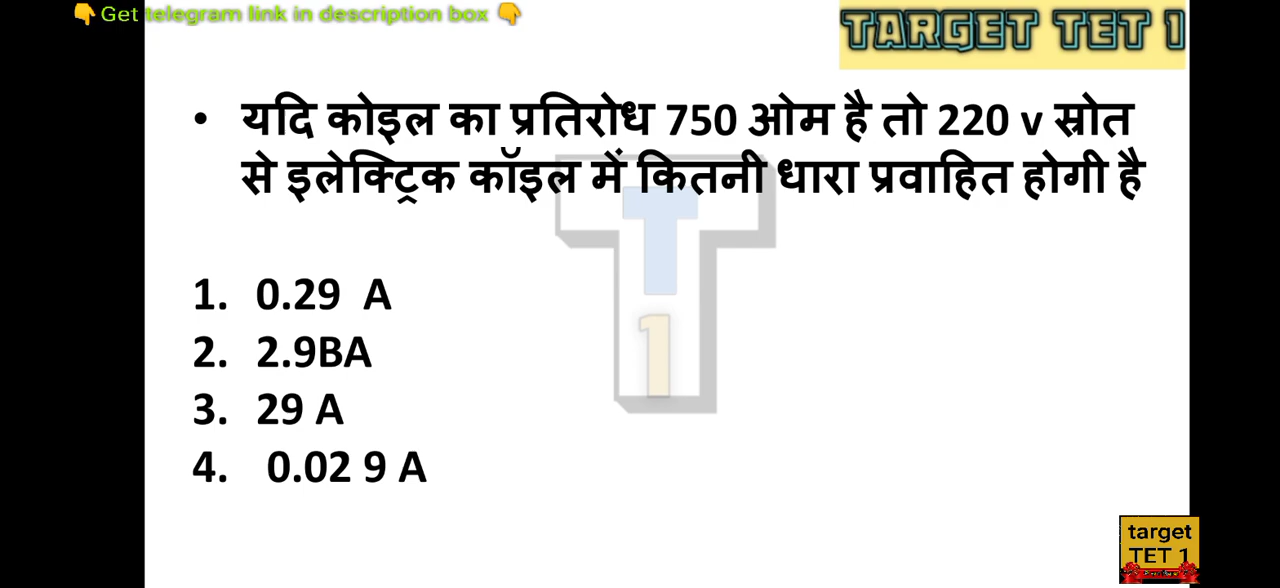 👇 Get telegram link in description box 👇
TARGET TET 1
• यदि कोइल का प्रतिरोध 750 ओम है तो 220 v स्रोत
से इलेक्ट्रिक कॉइल में कितनी धारा प्रवाहित होगी है
1. 0.29 A
2. 2.9BA
3. 29 A
4. 0.02 9 A
T
1
target
TET 1